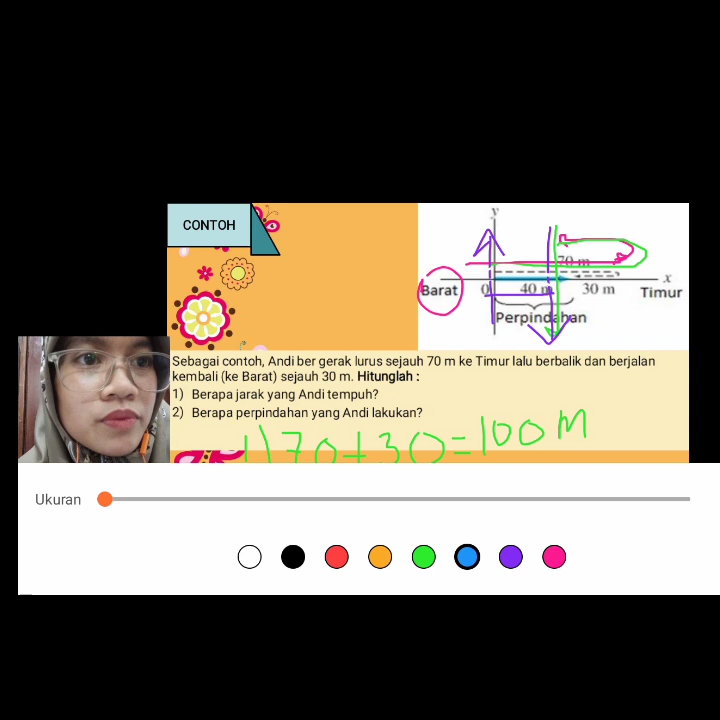 CONTOH
y
70 m
Barat
0
40 m
30 m
x
Timur
Perpindahan
Sebagai contoh, Andi ber gerak lurus sejauh 70 m ke Timur lalu berbalik dan berjalan
kembali (ke Barat) sejauh 30 m. Hitunglah :
1) Berapa jarak yang Andi tempuh?
2) Berapa perpindahan yang Andi lakukan?
1) 70+30=100 M
Ukuran